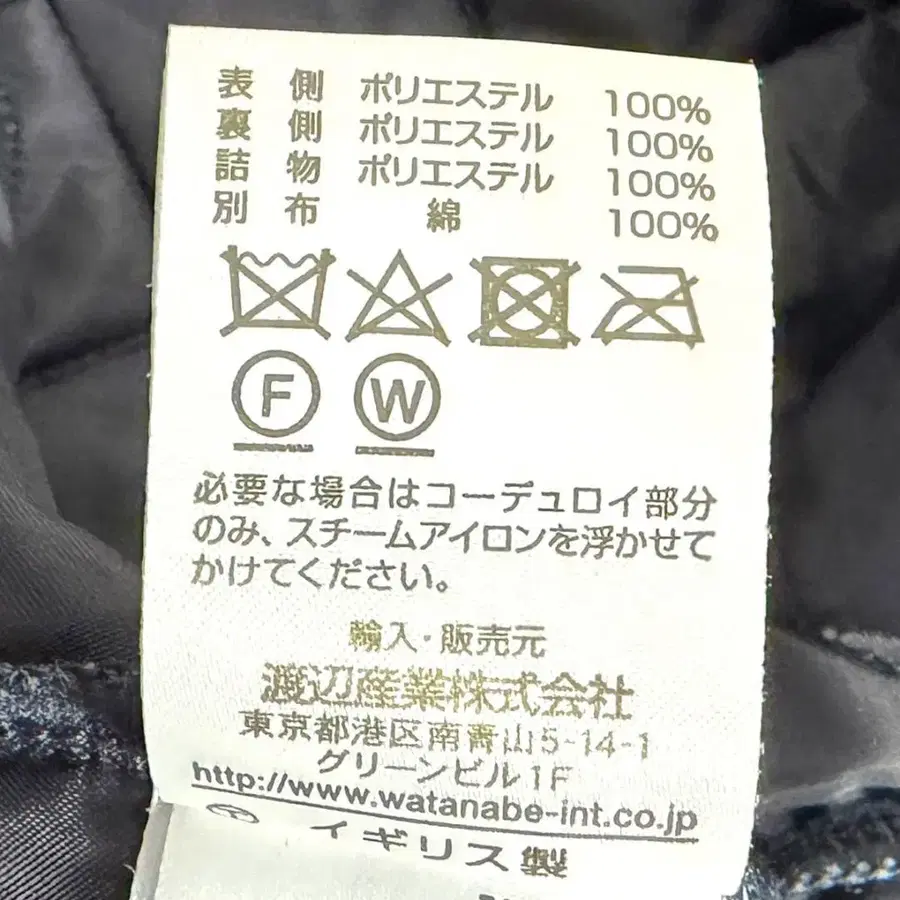 表側 ポリエステル 100%
裏側 ポリエステル 100%
詰物 ポリエステル 100%
別布 綿 100%
F W
必要な場合はコーデュロイ部分
のみ、スチームアイロンを浮かせて
かけてください。
輸入・販売元
渡辺産業株式会社
東京都港区南青山5-14-1
グリーンビル1F
http://www.watanabe-int.co.jp
イギリス製